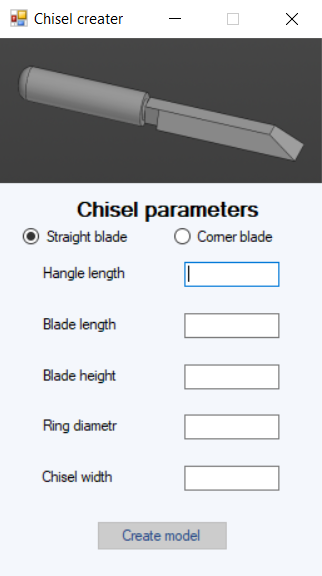 Chisel creater
Chisel parameters
Straight blade Corner blade
Hangle length
Blade length
Blade height
Ring diametr
Chisel width
Create model